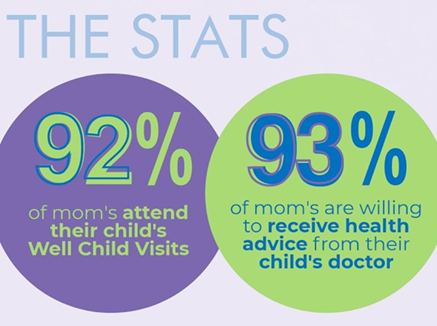 THE STATS
92%
of mom's attend
their child's
Well Child Visits
93%
of mom's are willing
to receive health
advice from their
child's doctor